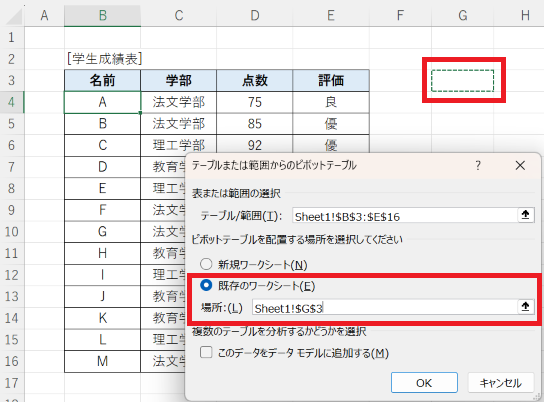 A B C D E F G H
1
2 [学生成績表]
3 名前 学部 点数 評価
4 A 法文学部 75 良
5 B 法文学部 85 優
6 C 理工学部 92 優
7 D 教育学
8 E 理工学
9 F 法文学
10 G 法文学
11 H 教育学
12 I 理工学
13 J 教育学
14 K 教育学
15 L 理工学
16 M 法文学
17
テーブルまたは範囲からのピボットテーブル ? ×
表または範囲の選択
テーブル/範囲(T): Sheet1!$B$3:$E$16
ピボットテーブルを配置する場所を選択してください
新規ワークシート(N)
既存のワークシート(E)
場所:(L) Sheet1!$G$3
複数のテーブルを分析するかどうかを選択
このデータをデータ モデルに追加する(M)
OK キャンセル